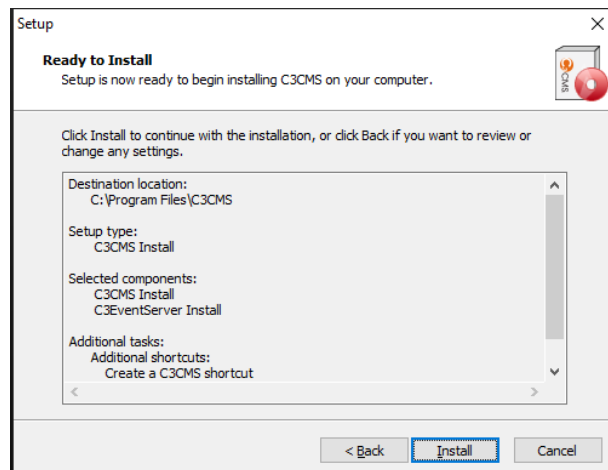 Setup
Ready to Install
Setup is now ready to begin installing C3CMS on your computer.
CMS
Click Install to continue with the installation, or click Back if you want to review or
change any settings.
Destination location:
C:\Program Files\C3CMS
Setup type:
C3CMS Install
Selected components:
C3CMS Install
C3EventServer Install
Additional tasks:
Additional shortcuts:
Create a C3CMS shortcut
< Back
Install
Cancel